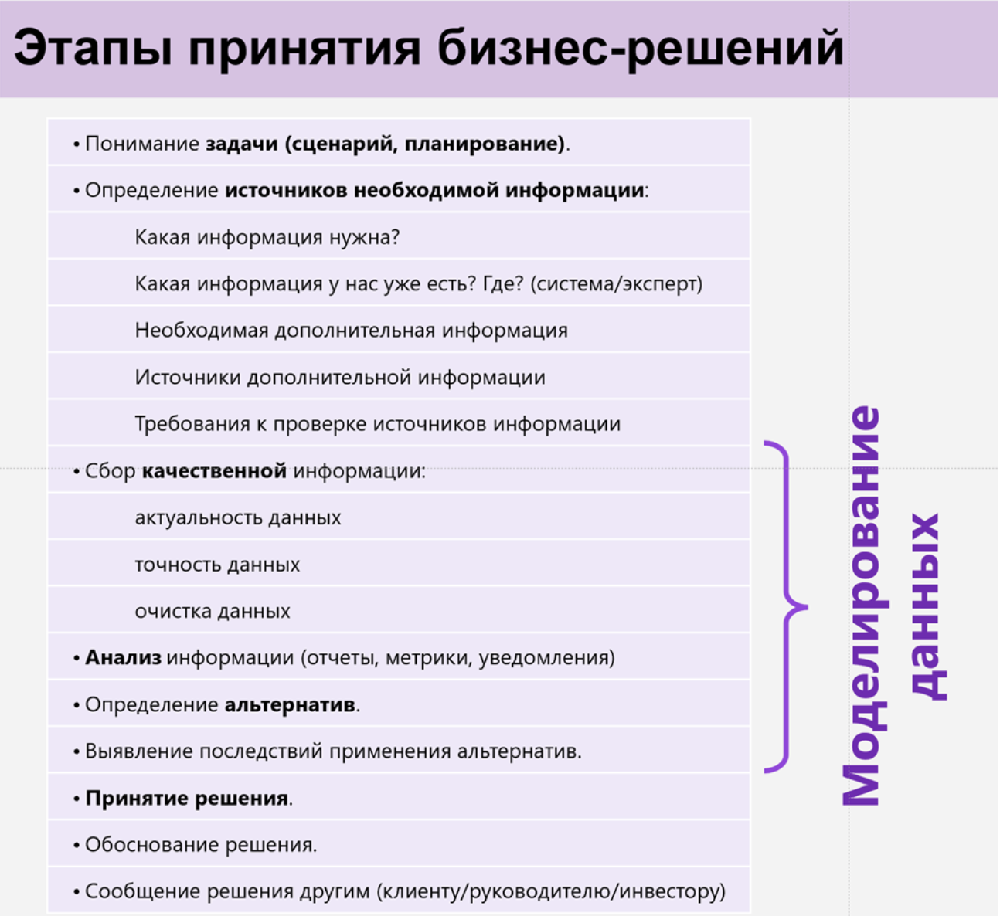 Этапы принятия бизнес-решений
• Понимание задачи (сценарий, планирование).
• Определение источников необходимой информации:
Какая информация нужна?
Какая информация у нас уже есть? Где? (система/эксперт)
Необходимая дополнительная информация
Источники дополнительной информации
Требования к проверке источников информации
• Сбор качественной информации:
актуальность данных
точность данных
очистка данных
• Анализ информации (отчеты, метрики, уведомления)
• Определение альтернатив.
• Выявление последствий применения альтернатив.
• Принятие решения.
• Обоснование решения.
• Сообщение решения другим (клиенту/руководителю/инвестору)
Моделирование
данных